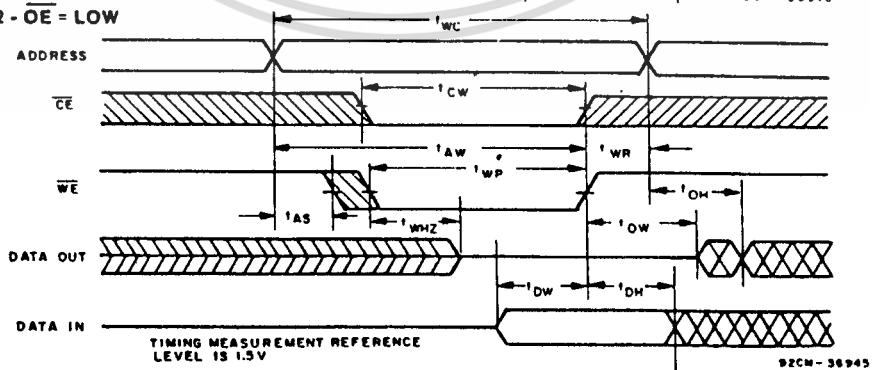 2 - OE = LOW
tWC
ADDRESS
tCW
CE
tAW
tWR
tWP
WE
tOH
tAS
tWHZ
tOW
DATA OUT
tDW
tDH
DATA IN
TIMING MEASUREMENT REFERENCE
LEVEL IS 1.5V
92CM-36945